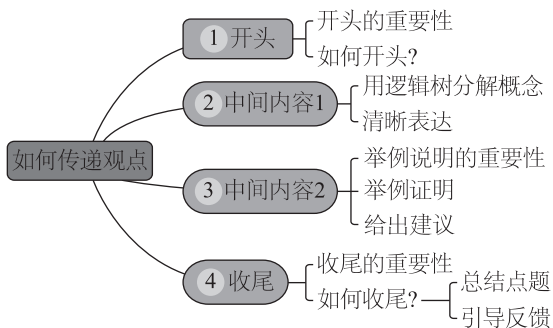 如何传递观点
1 开头
开头的重要性
如何开头?
2 中间内容1
用逻辑树分解概念
清晰表达
3 中间内容2
举例说明的重要性
举例证明
给出建议
4 收尾
收尾的重要性
如何收尾?
总结点题
引导反馈